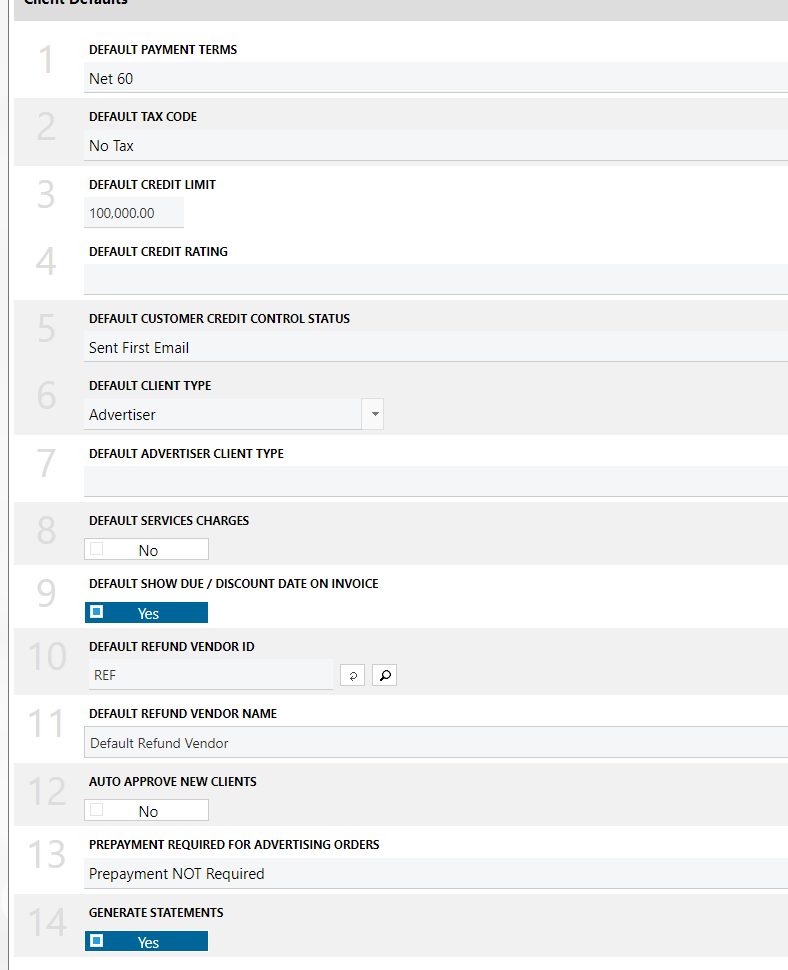 Client Defaults
1
DEFAULT PAYMENT TERMS
Net 60
2
DEFAULT TAX CODE
No Tax
3
DEFAULT CREDIT LIMIT
100,000.00
4
DEFAULT CREDIT RATING
5
DEFAULT CUSTOMER CREDIT CONTROL STATUS
Sent First Email
6
DEFAULT CLIENT TYPE
Advertiser
7
DEFAULT ADVERTISER CLIENT TYPE
8
DEFAULT SERVICES CHARGES
No
9
DEFAULT SHOW DUE / DISCOUNT DATE ON INVOICE
Yes
10
DEFAULT REFUND VENDOR ID
REF
11
DEFAULT REFUND VENDOR NAME
Default Refund Vendor
12
AUTO APPROVE NEW CLIENTS
No
13
PREPAYMENT REQUIRED FOR ADVERTISING ORDERS
Prepayment NOT Required
14
GENERATE STATEMENTS
Yes